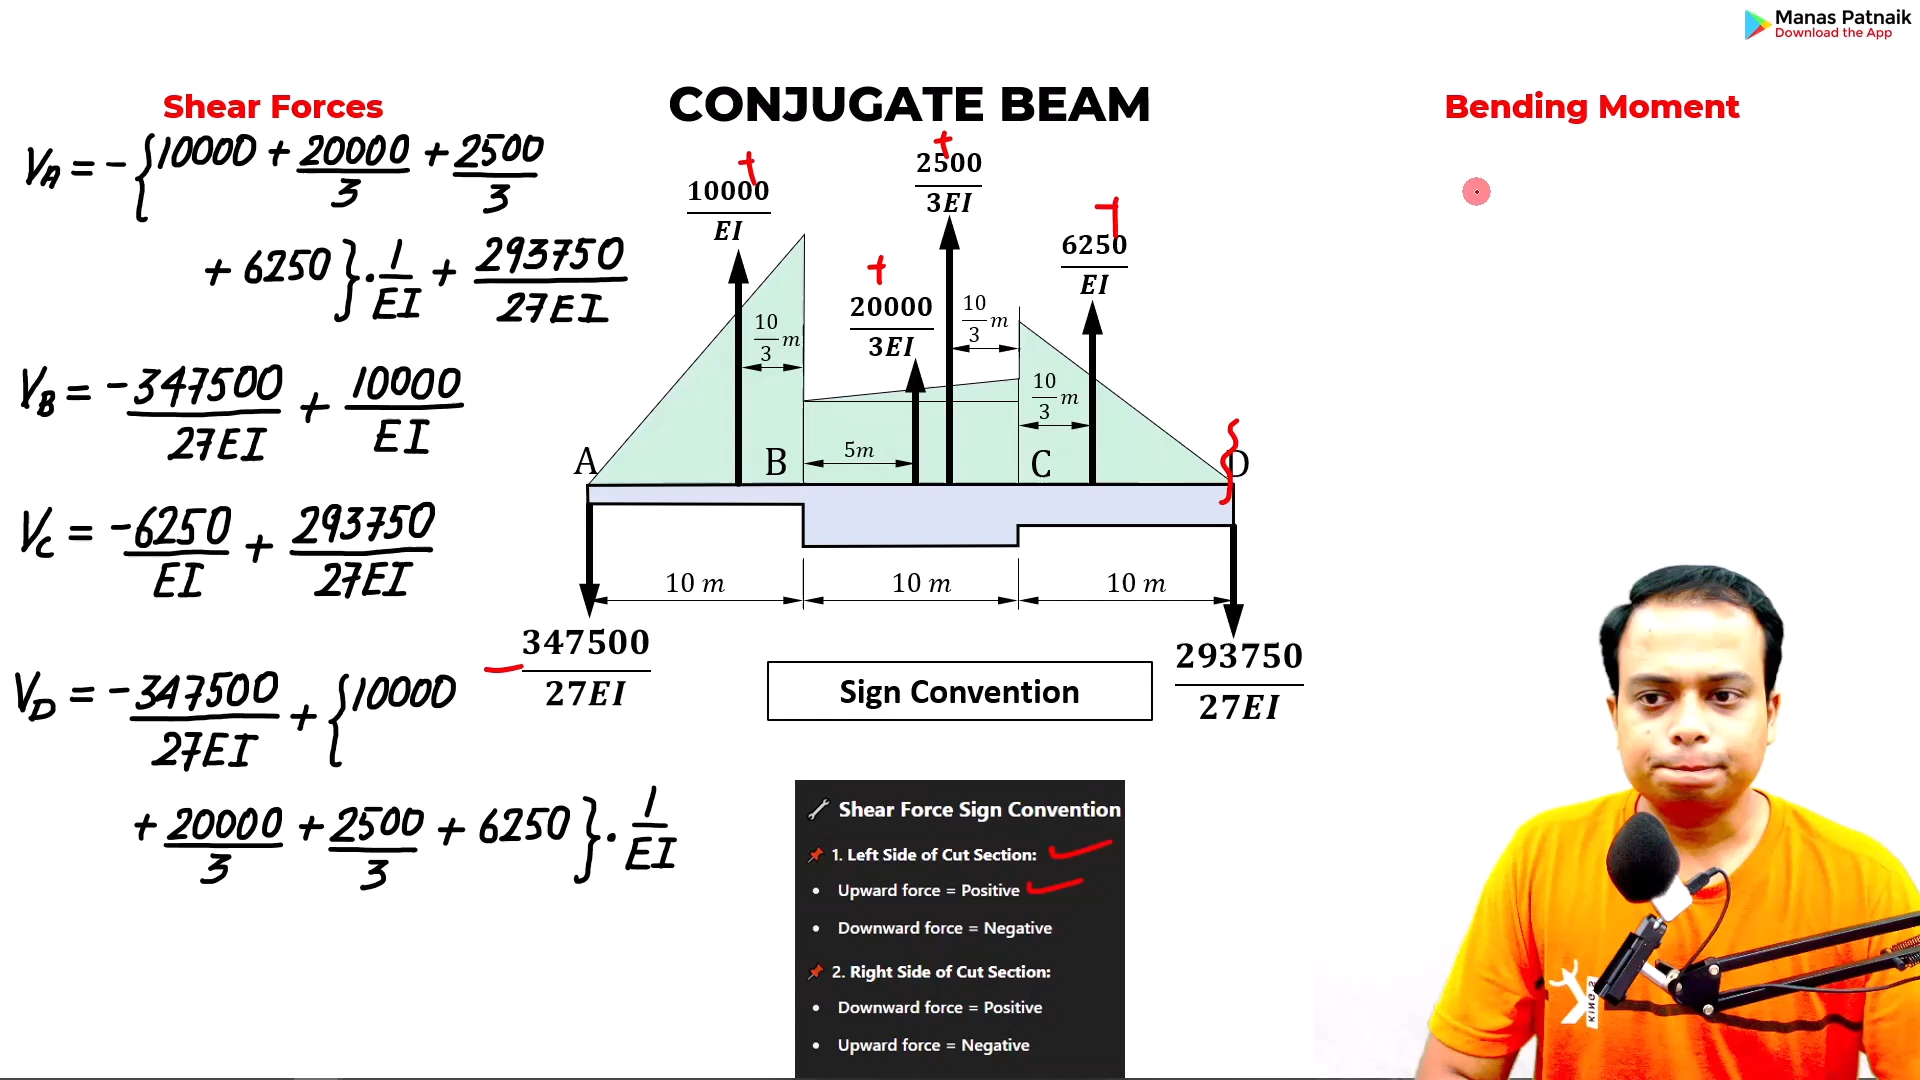 Manas Patnaik
Download the App
Shear Forces
CONJUGATE BEAM
Bending Moment
V_A = -{10000 + 20000/3 + 2500/3
+ 6250} . 1/EI + 293750/27EI
V_B = -347500/27EI + 10000/EI
V_C = -6250/EI + 293750/27EI
V_D = -347500/27EI + {10000
+ 20000/3 + 2500/3 + 6250} . 1/EI
+
10000/EI
+
2500/3EI
+
6250/EI
+
20000/3EI
10/3 m
10/3 m
10/3 m
5m
A
B
C
D
10 m
10 m
10 m
- 347500/27EI
293750/27EI
Sign Convention
Shear Force Sign Convention
1. Left Side of Cut Section:
• Upward force = Positive
• Downward force = Negative
2. Right Side of Cut Section:
• Downward force = Positive
• Upward force = Negative